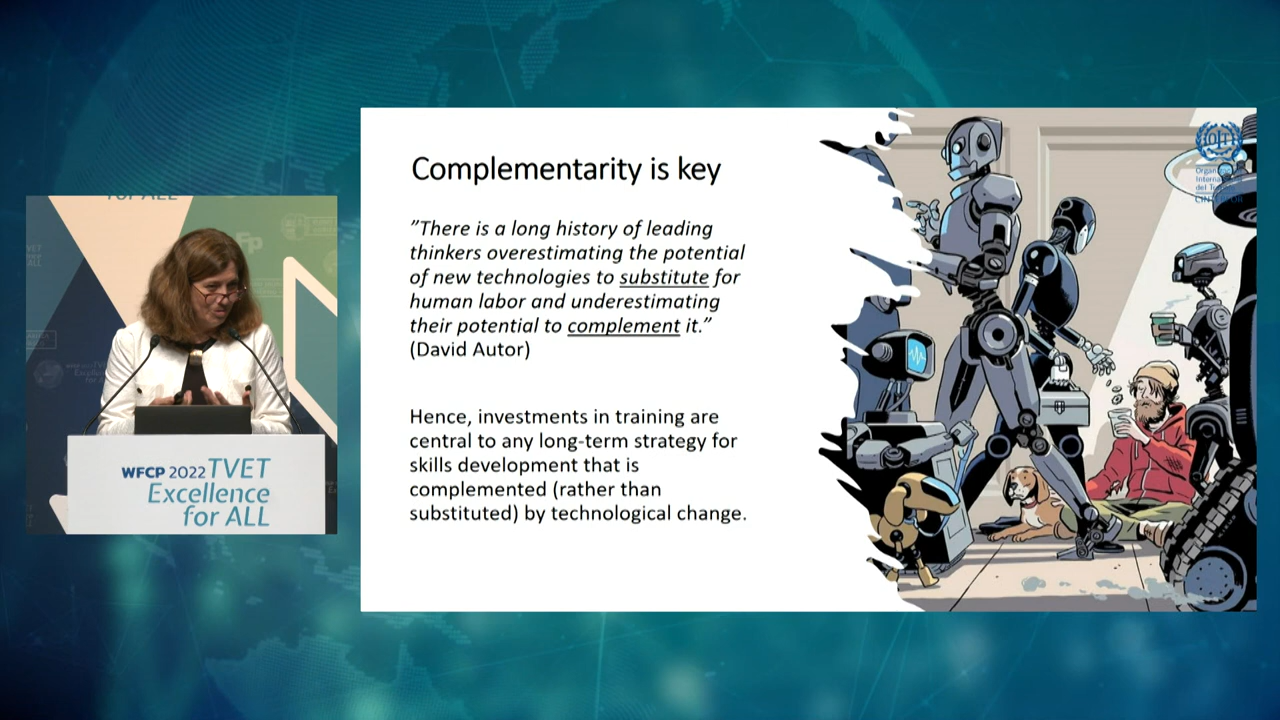 for ALL
WFCP 2022 TVET
Excellence
for ALL
Complementarity is key
”There is a long history of leading
thinkers overestimating the potential
of new technologies to substitute for
human labor and underestimating
their potential to complement it.”
(David Autor)
Hence, investments in training are
central to any long-term strategy for
skills development that is
complemented (rather than
substituted) by technological change.
OIT